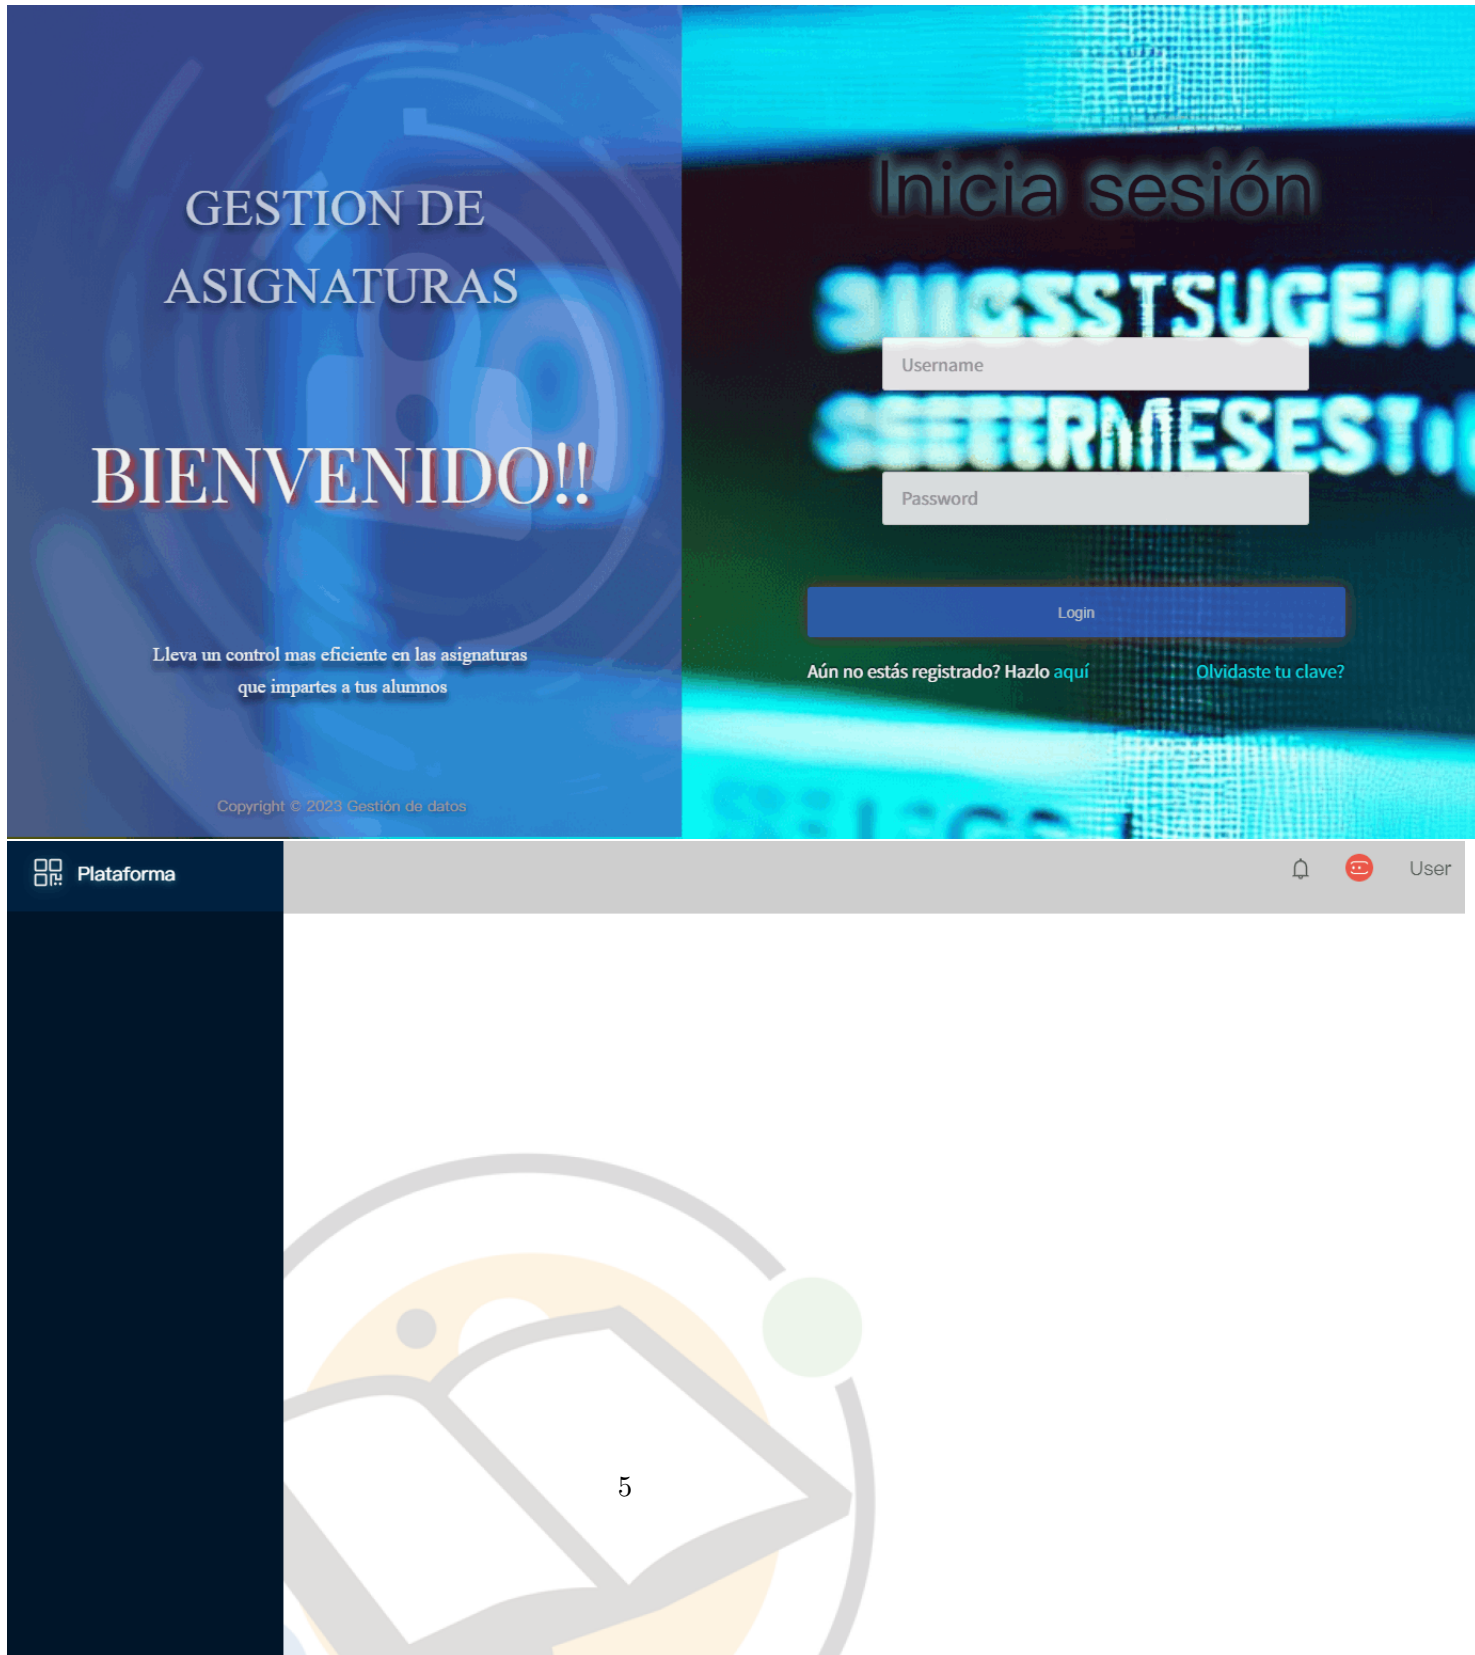 GESTION DE
ASIGNATURAS
BIENVENIDO!!
Lleva un control mas eficiente en las asignaturas
que impartes a tus alumnos
Copyright © 2023 Gestión de datos
Inicia sesión
Username
Password
Login
Aún no estás registrado? Hazlo aquí
Olvidaste tu clave?
Plataforma
User
5